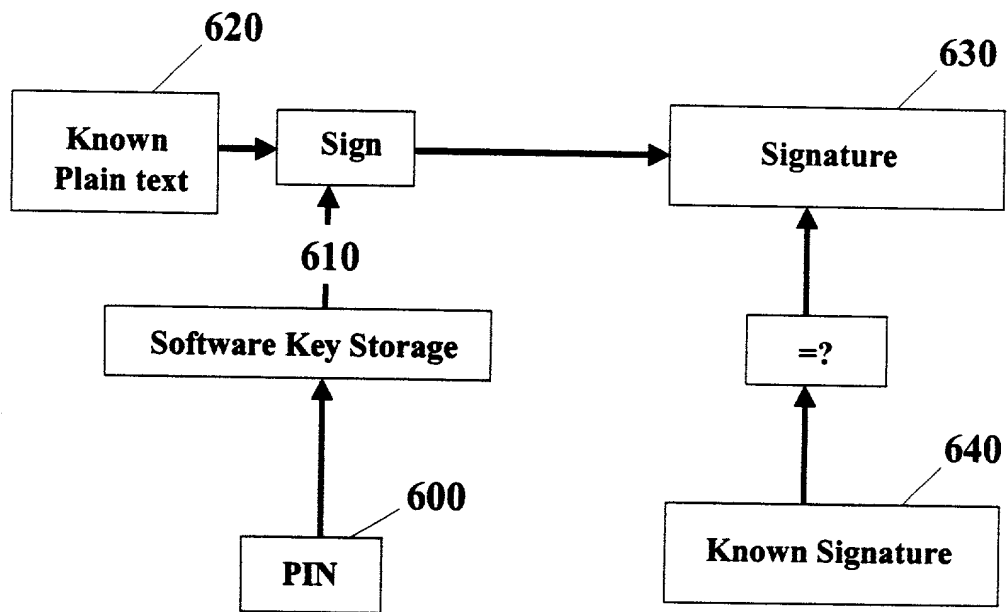 620
630
Known
Plain text
Sign
Signature
610
Software Key Storage
=?
600
640
PIN
Known Signature